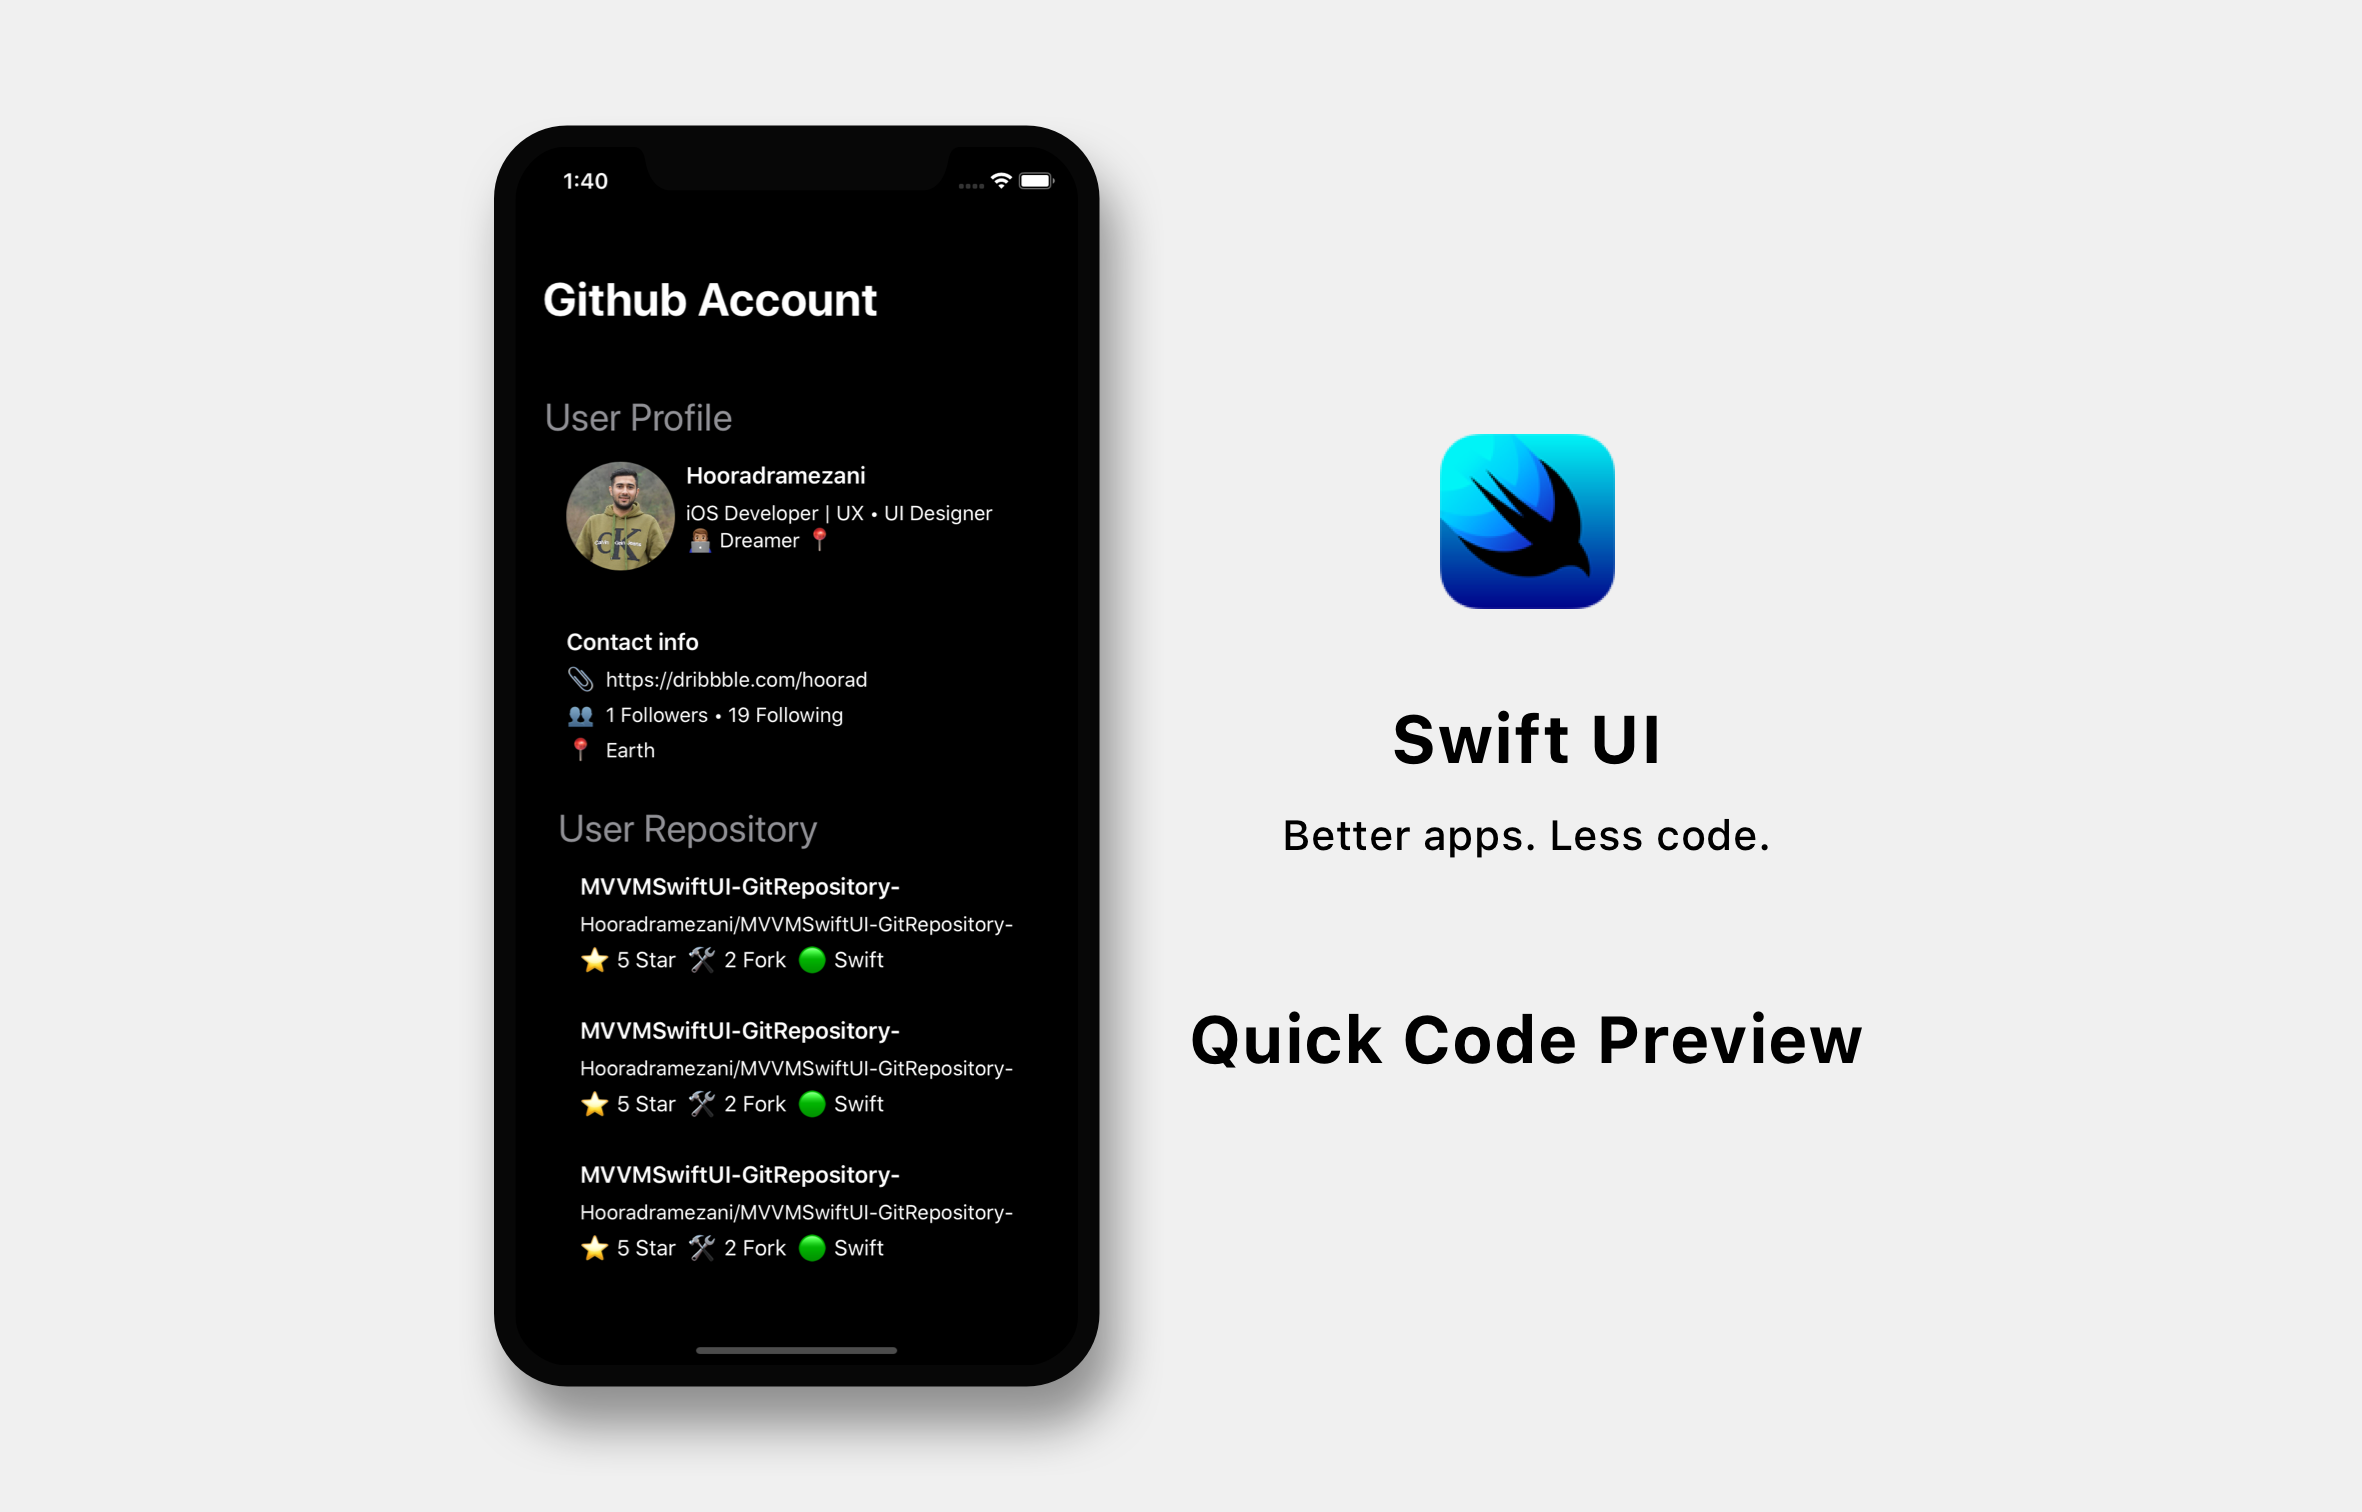 1:40
Github Account
User Profile
Hooradramezani
iOS Developer | UX • UI Designer
👨🏽‍💻 Dreamer 📍
Contact info
📎 https://dribbble.com/hoorad
👥 1 Followers • 19 Following
📍 Earth
User Repository
MVVMSwiftUI-GitRepository-
Hooradramezani/MVVMSwiftUI-GitRepository-
⭐ 5 Star 🛠 2 Fork 🟢 Swift
MVVMSwiftUI-GitRepository-
Hooradramezani/MVVMSwiftUI-GitRepository-
⭐ 5 Star 🛠 2 Fork 🟢 Swift
MVVMSwiftUI-GitRepository-
Hooradramezani/MVVMSwiftUI-GitRepository-
⭐ 5 Star 🛠 2 Fork 🟢 Swift
Swift UI
Better apps. Less code.
Quick Code Preview